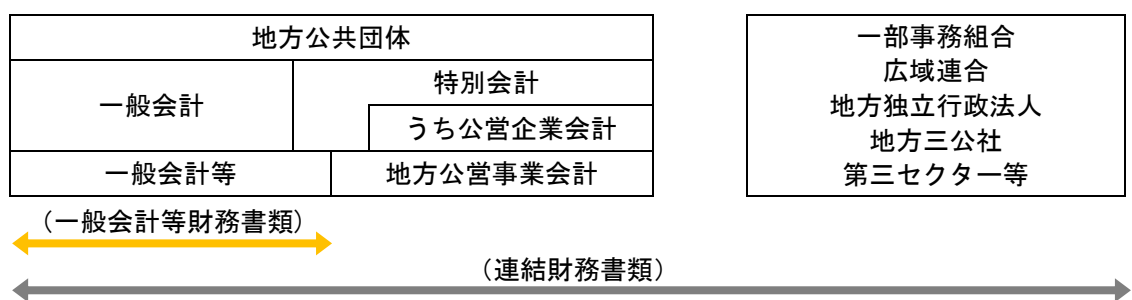 地方公共団体
一般会計
特別会計
うち公営企業会計
一般会計等
地方公営事業会計
一部事務組合
広域連合
地方独立行政法人
地方三公社
第三セクター等
（一般会計等財務書類）
（連結財務書類）